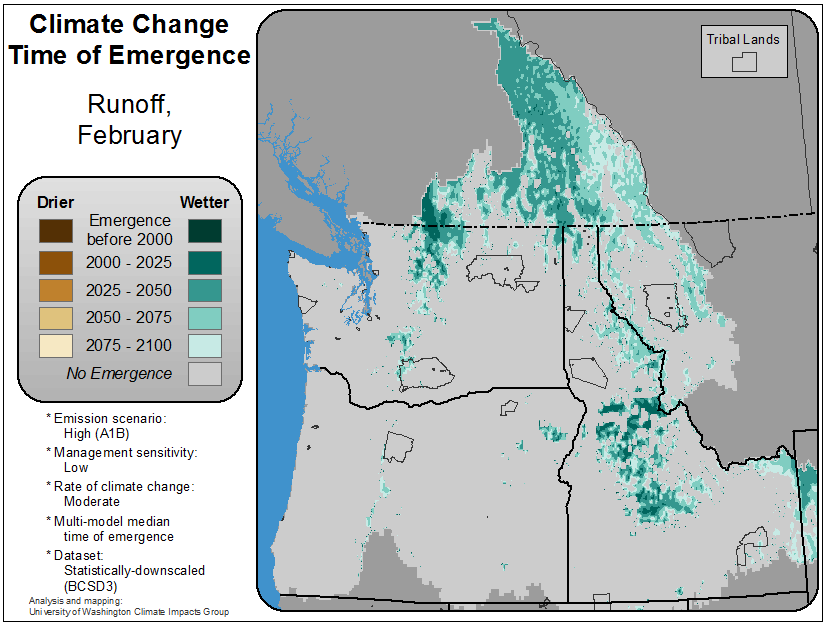 Climate Change
Time of Emergence
Runoff,
February
Drier
Wetter
Emergence
before 2000
2000 - 2025
2025 - 2050
2050 - 2075
2075 - 2100
No Emergence
* Emission scenario:
High (A1B)
* Management sensitivity:
Low
* Rate of climate change:
Moderate
* Multi-model median
time of emergence
* Dataset:
Statistically-downscaled
(BCSD3)
Analysis and mapping:
University of Washington Climate Impacts Group
Tribal Lands